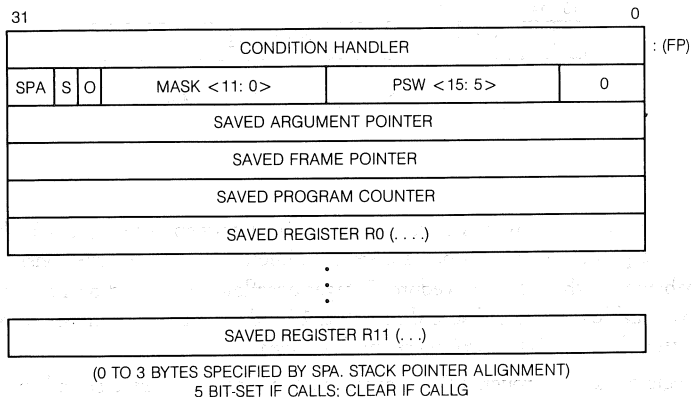 31 0
CONDITION HANDLER : (FP)
SPA S O MASK <11: 0> PSW <15: 5> 0
SAVED ARGUMENT POINTER
SAVED FRAME POINTER
SAVED PROGRAM COUNTER
SAVED REGISTER R0 (. . . .)
SAVED REGISTER R11 (. . .)
(0 TO 3 BYTES SPECIFIED BY SPA. STACK POINTER ALIGNMENT)
5 BIT-SET IF CALLS: CLEAR IF CALLG